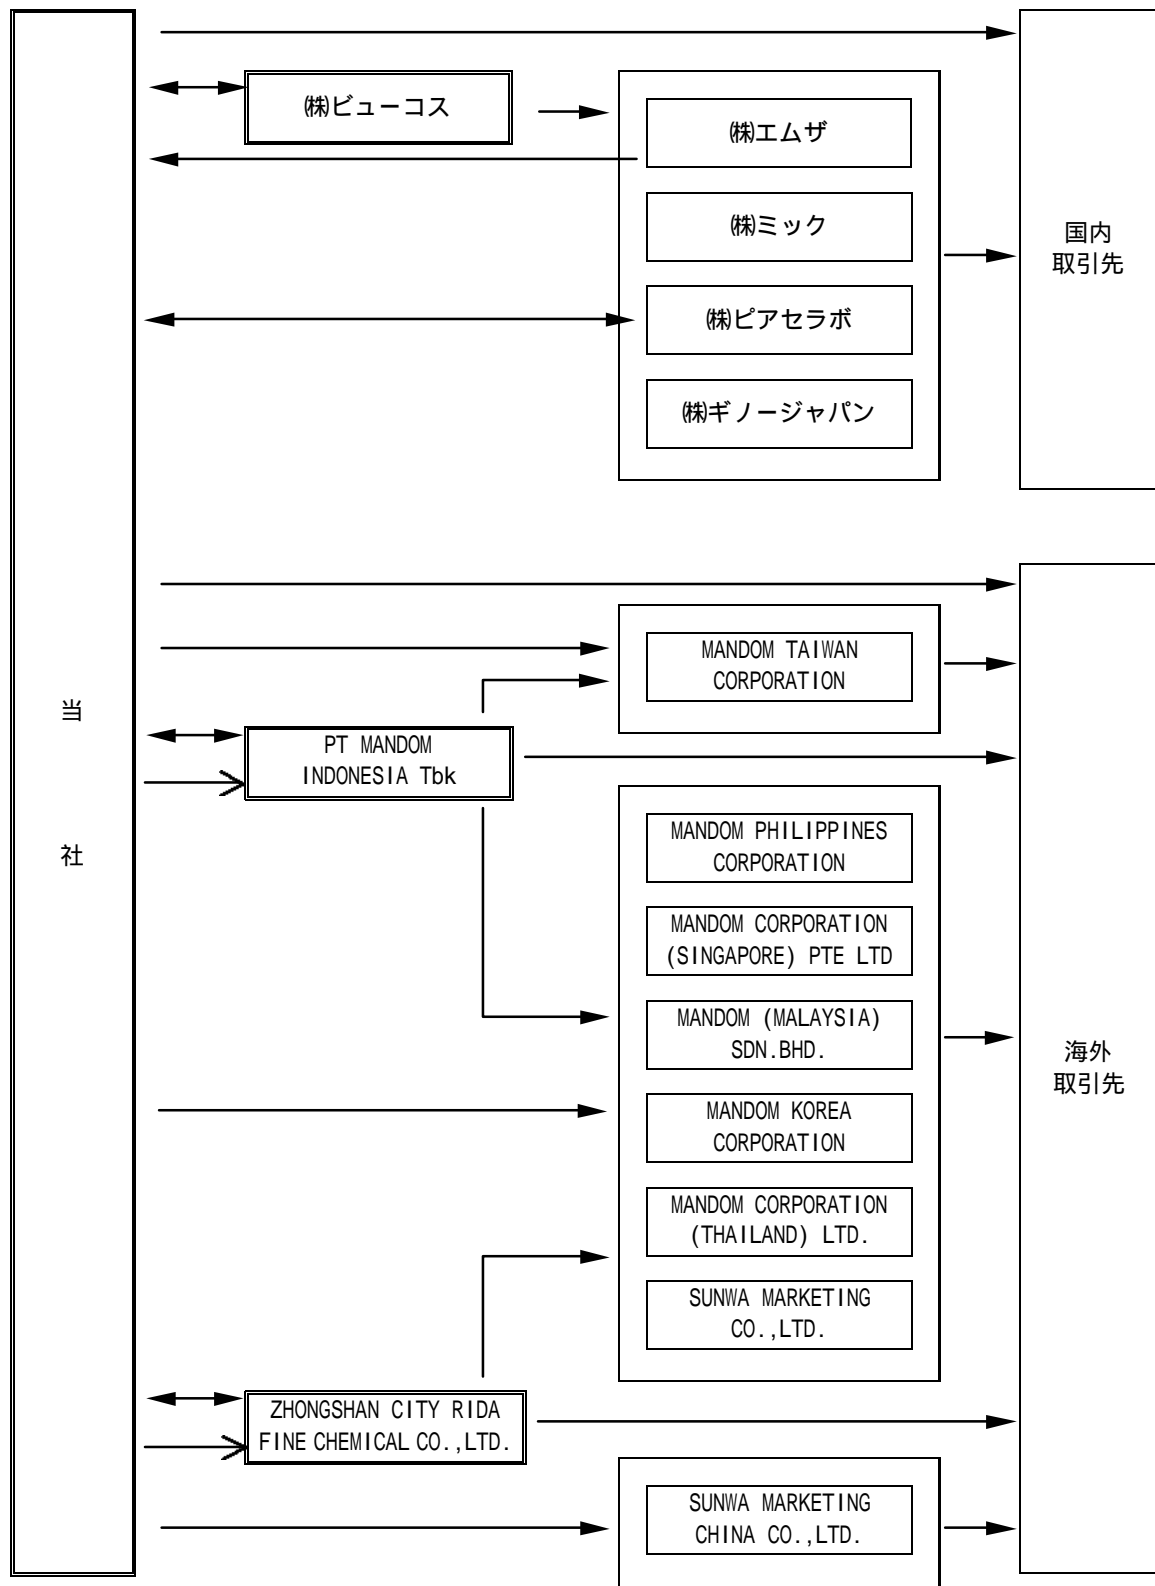 当
社
㈱ビューコス
㈱エムザ
㈱ミック
㈱ピアセラボ
㈱ギノージャパン
国内
取引先
MANDOM TAIWAN
CORPORATION
PT MANDOM
INDONESIA Tbk
MANDOM PHILIPPINES
CORPORATION
MANDOM CORPORATION
(SINGAPORE) PTE LTD
MANDOM (MALAYSIA)
SDN.BHD.
MANDOM KOREA
CORPORATION
MANDOM CORPORATION
(THAILAND) LTD.
SUNWA MARKETING
CO.,LTD.
ZHONGSHAN CITY RIDA
FINE CHEMICAL CO.,LTD.
SUNWA MARKETING
CHINA CO.,LTD.
海外
取引先